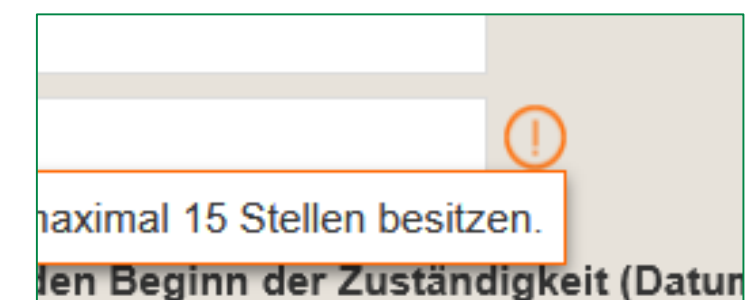 maximal 15 Stellen besitzen.
den Beginn der Zuständigkeit (Datum